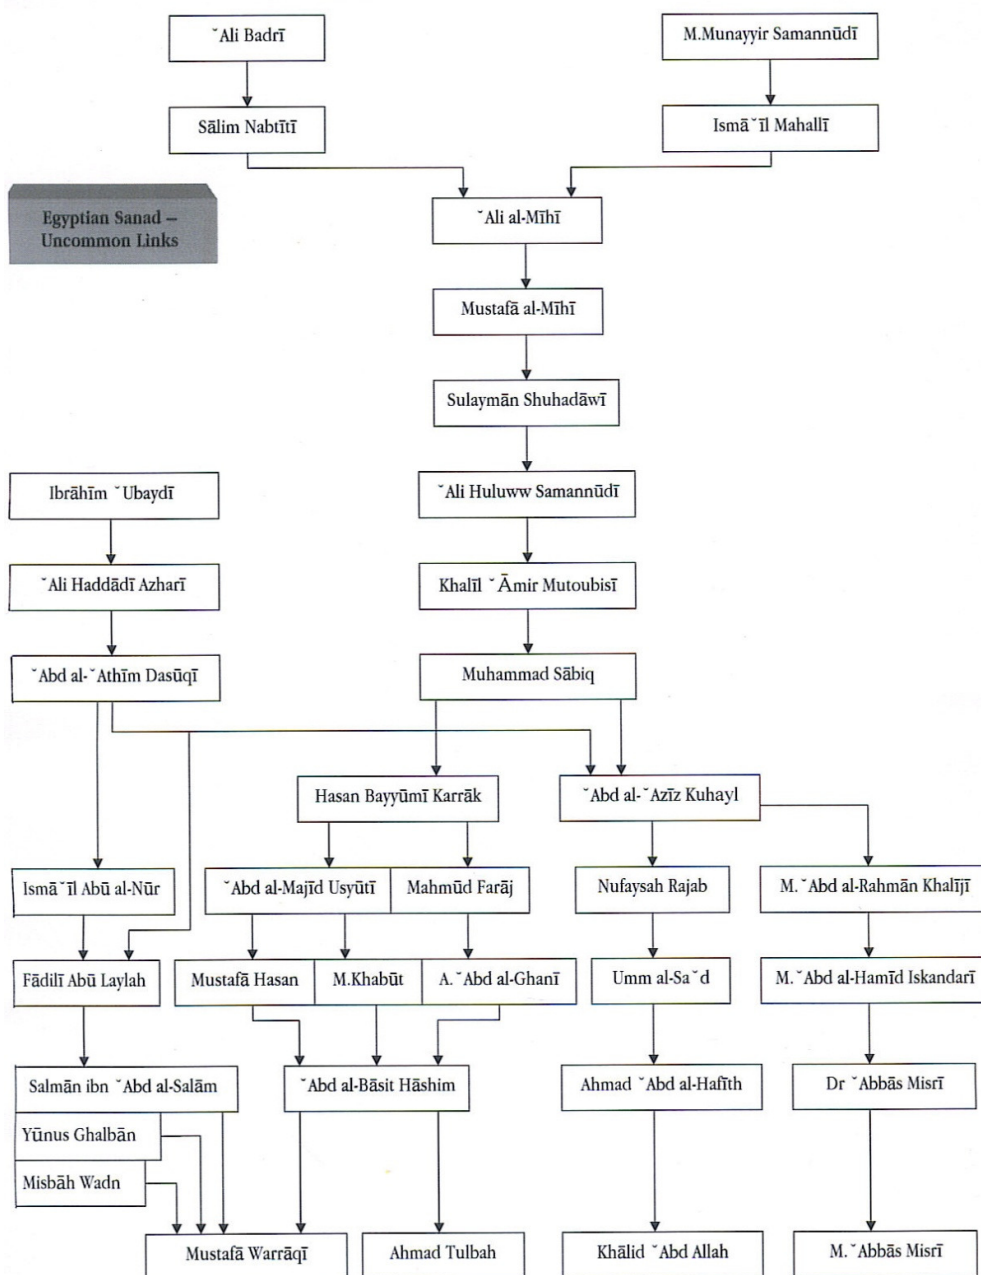 ˇAli Badrī
M.Munayyir Samannūdī
Sālim Nabtītī
Ismāˇīl Mahallī
Egyptian Sanad –
Uncommon Links
ˇAli al-Mīhī
Mustafā al-Mīhī
Sulaymān Shuhadāwī
Ibrāhīm ˇUbaydī
ˇAli Huluww Samannūdī
ˇAli Haddādī Azharī
Khalīl ˇĀmir Mutoubisī
ˇAbd al-ˇAthīm Dasūqī
Muhammad Sābiq
Hasan Bayyūmī Karrāk
ˇAbd al-ˇAzīz Kuhayl
Ismāˇīl Abū al-Nūr
ˇAbd al-Majīd Usyūtī
Mahmūd Farāj
Nufaysah Rajab
M. ˇAbd al-Rahmān Khalījī
Fādilī Abū Laylah
Mustafā Hasan
M.Khabūt
A. ˇAbd al-Ghanī
Umm al-Saˇd
M. ˇAbd al-Hamīd Iskandarī
Salmān ibn ˇAbd al-Salām
ˇAbd al-Bāsit Hāshim
Ahmad ˇAbd al-Hafīth
Dr ˇAbbās Misrī
Yūnus Ghalbān
Misbāh Wadn
Mustafā Warrāqī
Ahmad Tulbah
Khālid ˇAbd Allah
M. ˇAbbās Misrī